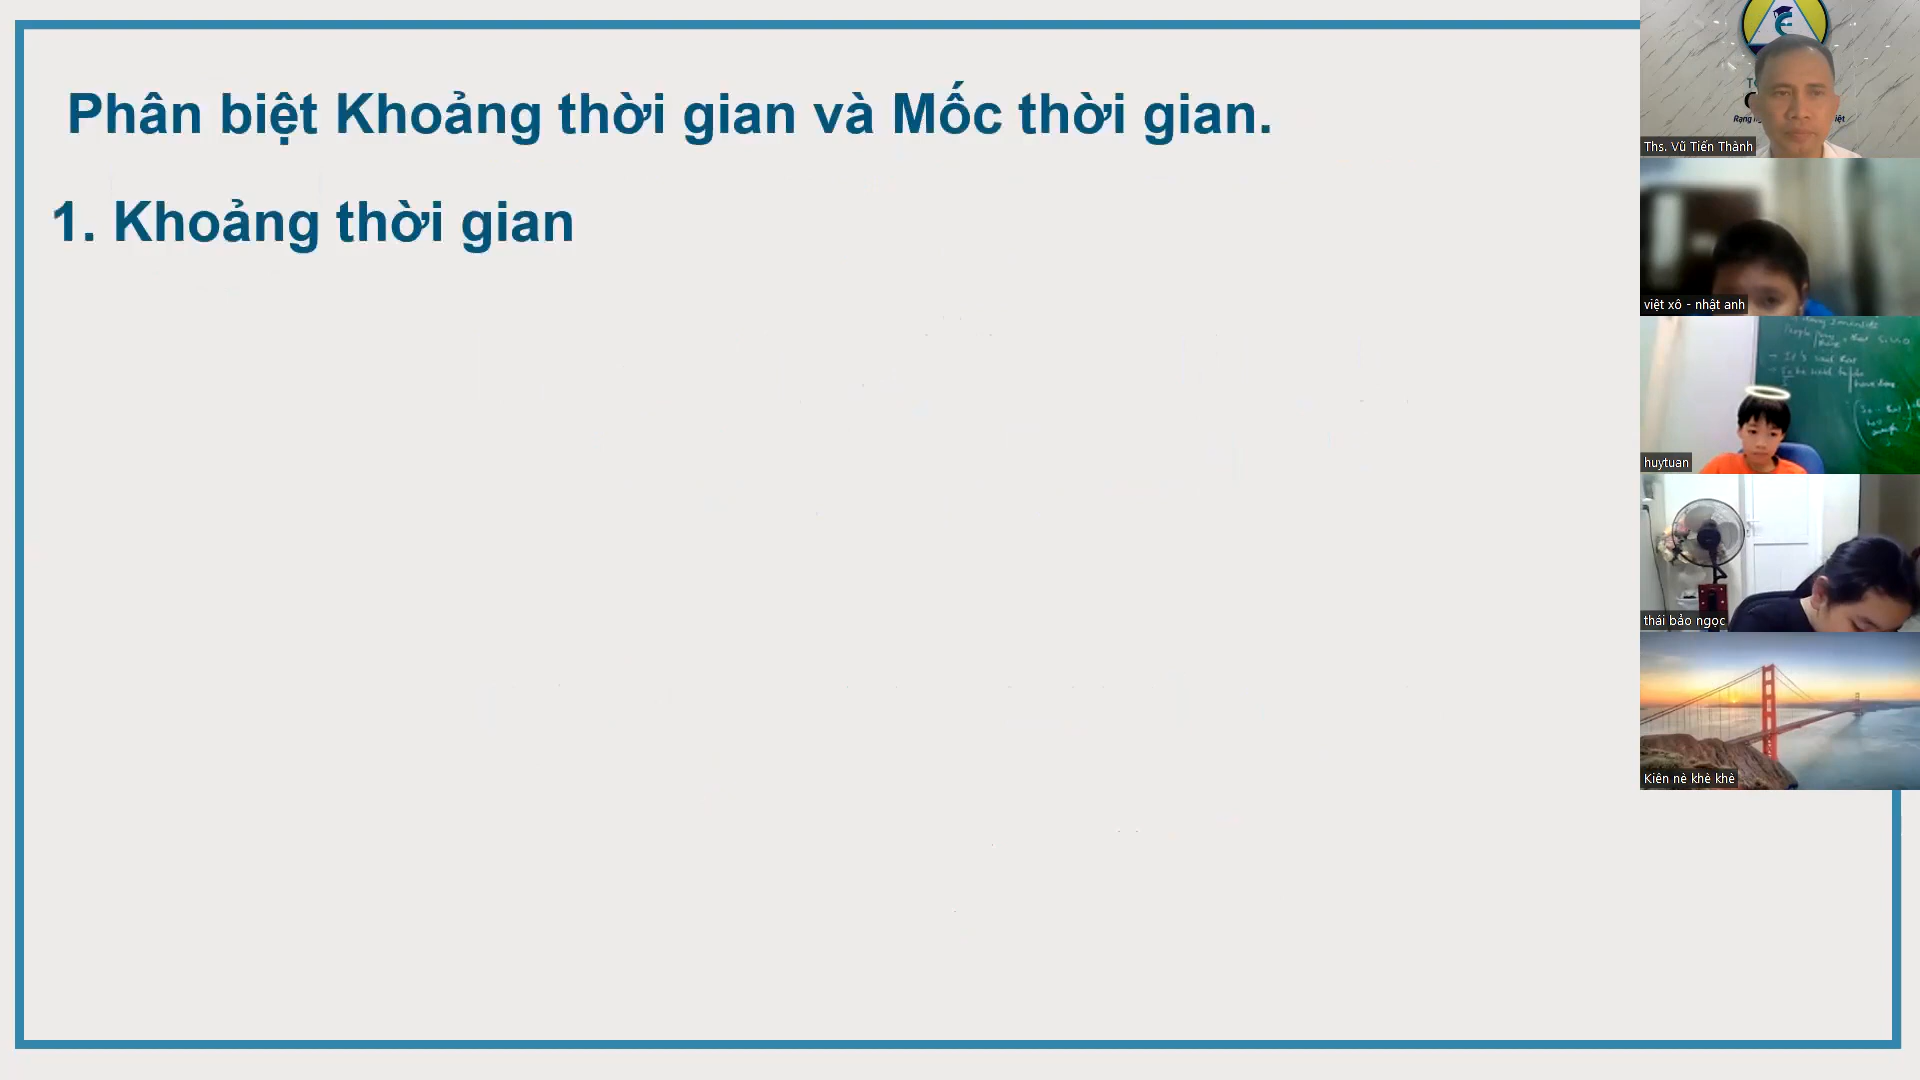 Phân biệt Khoảng thời gian và Mốc thời gian.
1. Khoảng thời gian
Ths. Vũ Tiến Thành
việt xô - nhật anh
huytuan
thái bảo ngọc
Kiên nè khè khè